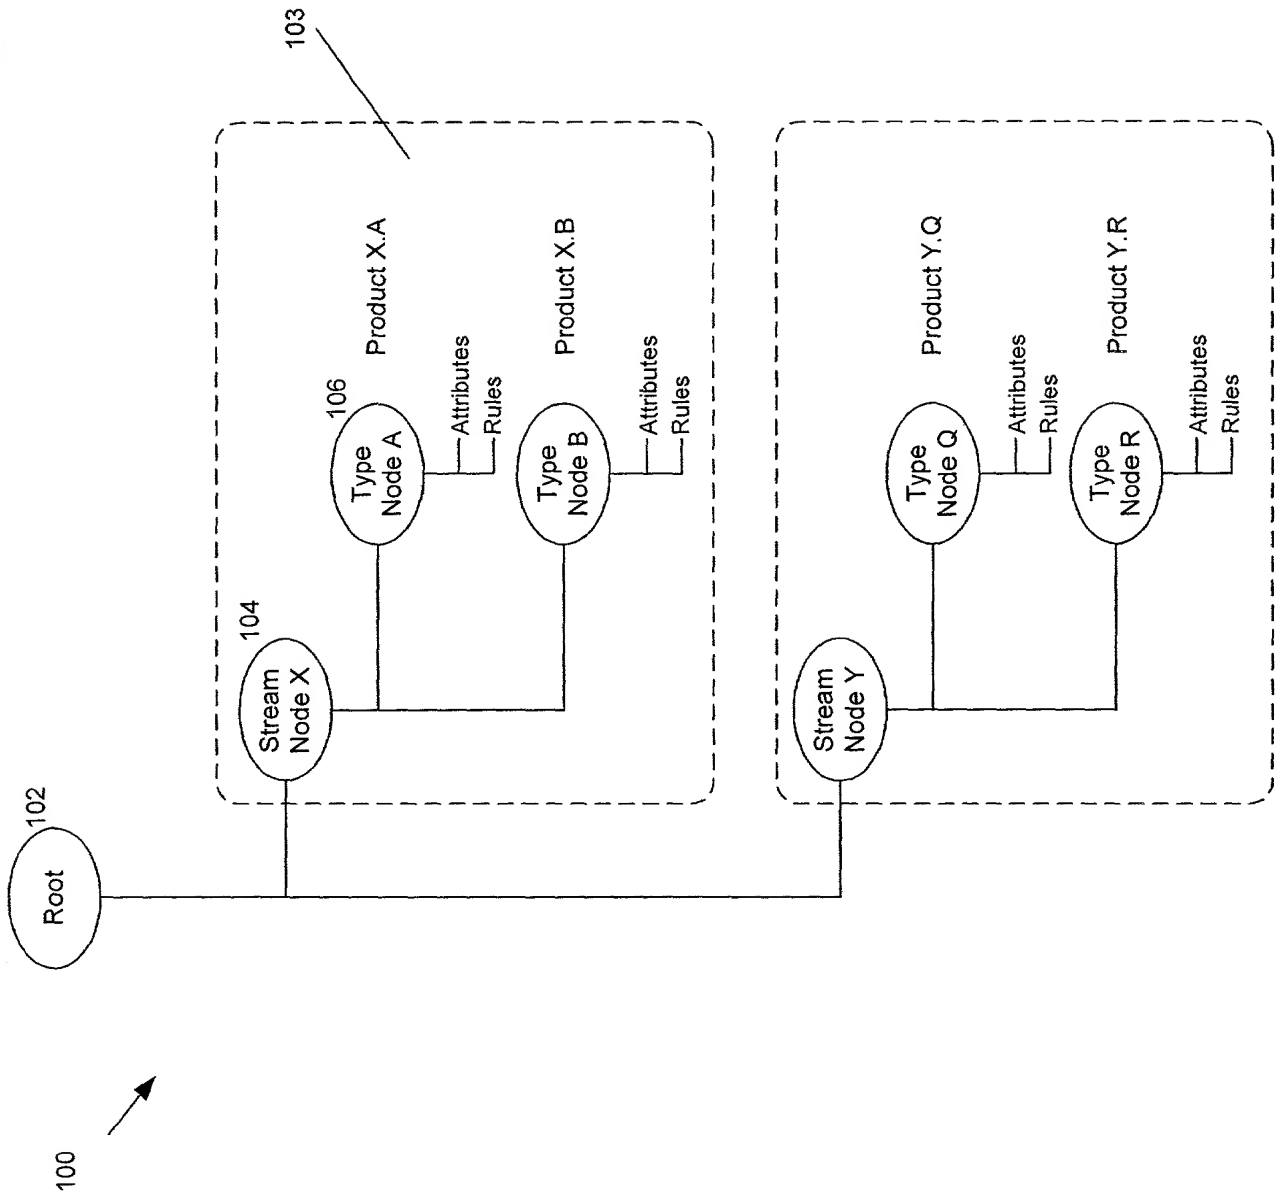 100
Root
102
Stream
Node X
104
Type
Node A
106
Product X.A
Attributes
Rules
Type
Node B
Product X.B
Attributes
Rules
103
Stream
Node Y
Type
Node Q
Product Y.Q
Attributes
Rules
Type
Node R
Product Y.R
Attributes
Rules